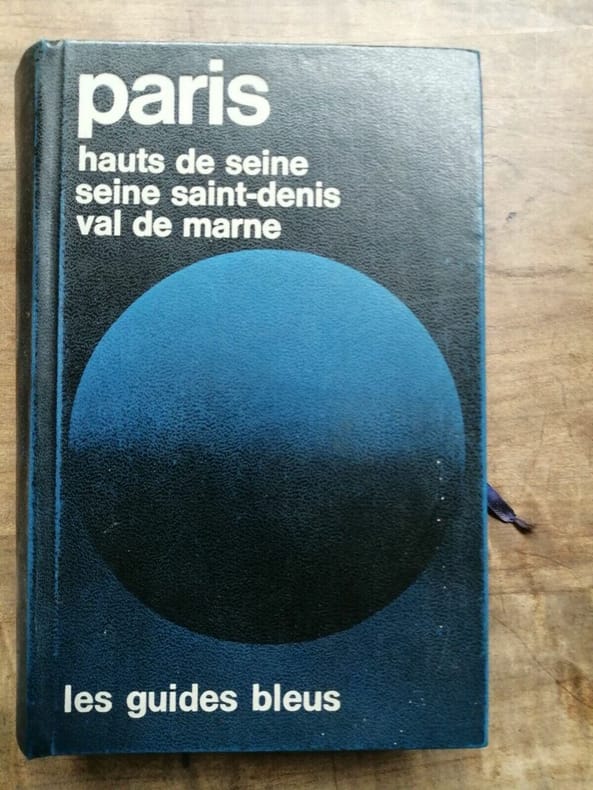 paris
hauts de seine
seine saint-denis
val de marne
les guides bleus